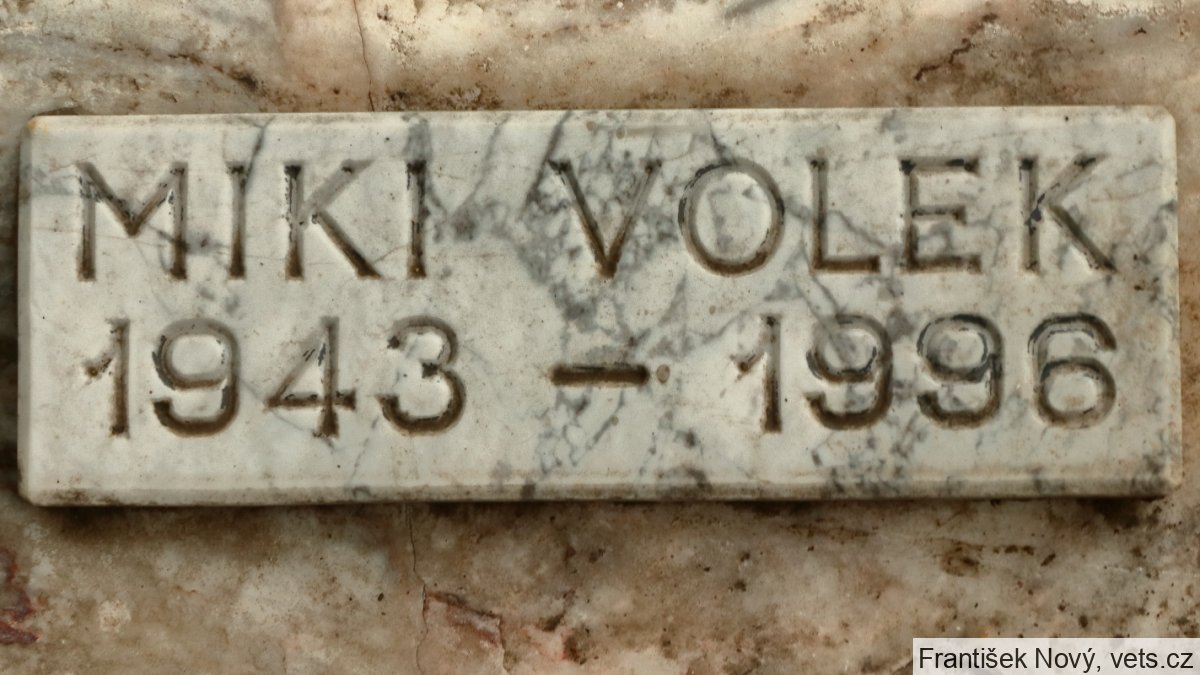 MIKI VOLEK
1943 – 1996
František Nový, vets.cz